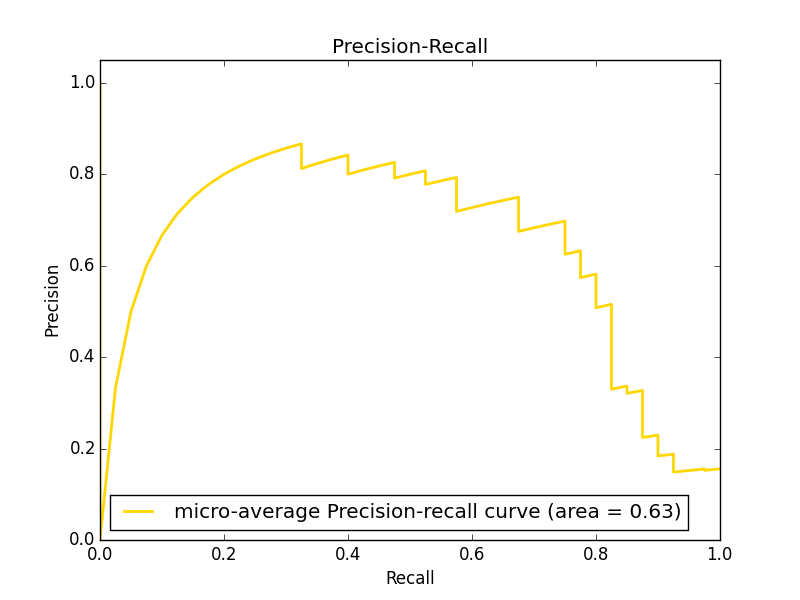 Precision-Recall
1.0
0.8
0.6
0.4
0.2
0.0
Precision
micro-average Precision-recall curve (area = 0.63)
0.0 0.2 0.4 0.6 0.8 1.0
Recall